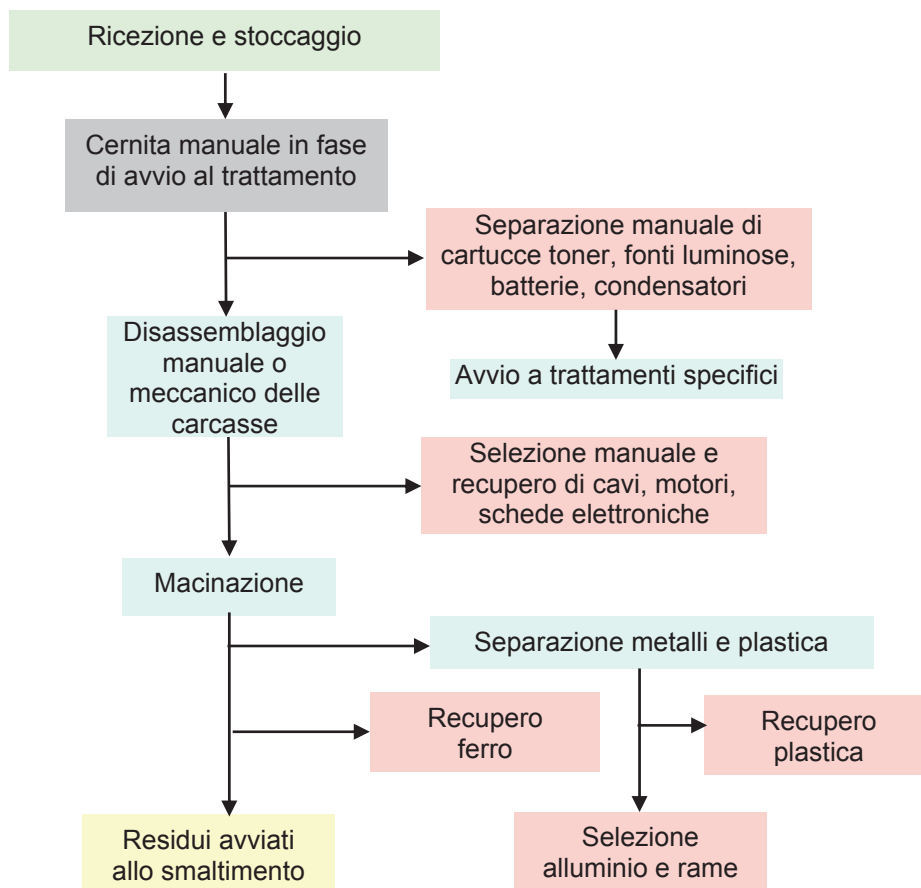 Ricezione e stoccaggio
Cernita manuale in fase
di avvio al trattamento
Separazione manuale di
cartucce toner, fonti luminose,
batterie, condensatori
Disassemblaggio
manuale o
meccanico delle
carcasse
Avvio a trattamenti specifici
Selezione manuale e
recupero di cavi, motori,
schede elettroniche
Macinazione
Separazione metalli e plastica
Recupero
ferro
Recupero
plastica
Residui avviati
allo smaltimento
Selezione
alluminio e rame